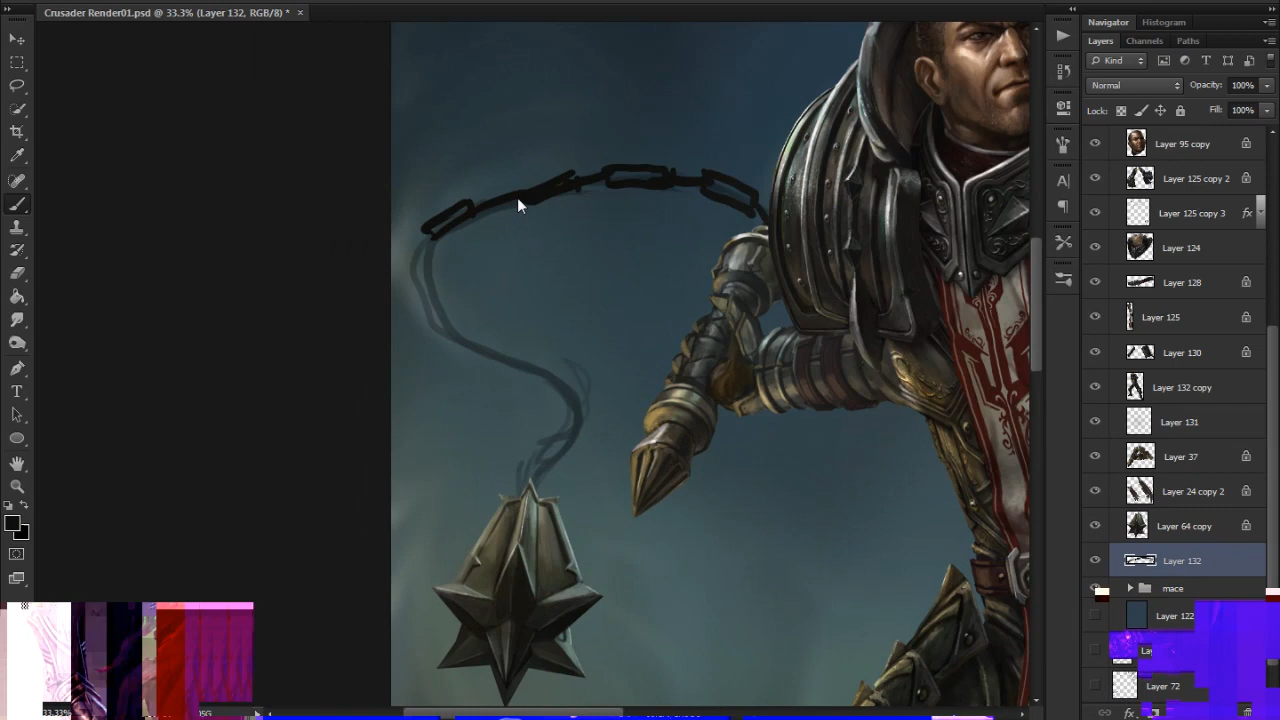 Crusader Render01.psd @ 33.3% (Layer 132, RGB/8) * ×
Navigator Histogram
Layers Channels Paths
Kind
Normal Opacity: 100%
Lock: Fill: 100%
Layer 95 copy
Layer 125 copy 2
Layer 125 copy 3 fx
Layer 124
Layer 128
Layer 125
Layer 130
Layer 132 copy
Layer 131
Layer 37
Layer 24 copy 2
Layer 64 copy
Layer 132
mace
Layer 122
Layer 72
33.33%
fx